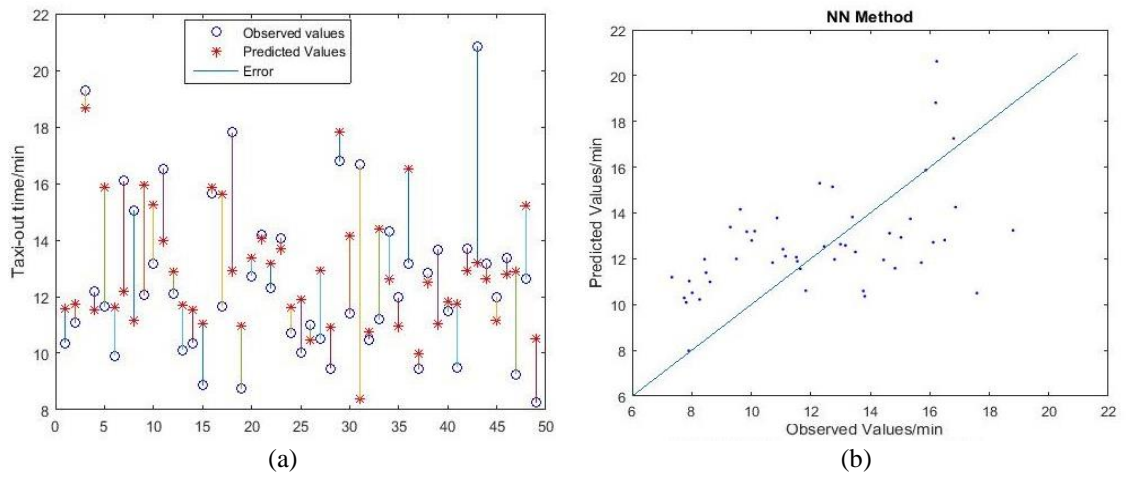 NN Method
22
20
18
16
14
12
10
8
Taxi-out time/min
Observed values
Predicted Values
Error
0 5 10 15 20 25 30 35 40 45 50
(a)
22
20
18
16
14
12
10
8
6
Predicted Values/min
6 8 10 12 14 16 18 20 22
Observed Values/min
(b)